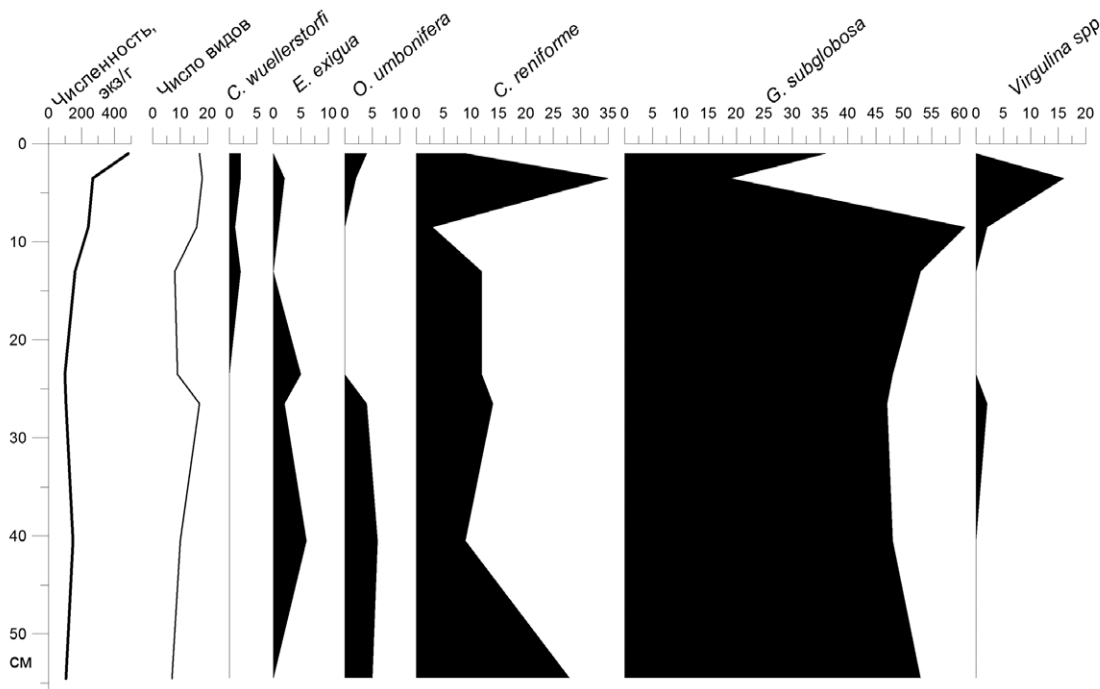 Численность,
экз/г
Число видов
C. wuellerstorfi
E. exigua
O. umbonifera
C. reniforme
G. subglobosa
Virgulina spp
0 200 400
0 10 20
0 5
0 5 10
0 5 10
0 5 10 15 20 25 30 35
0 5 10 15 20 25 30 35 40 45 50 55 60
0 5 10 15 20
0
10
20
30
40
50
см